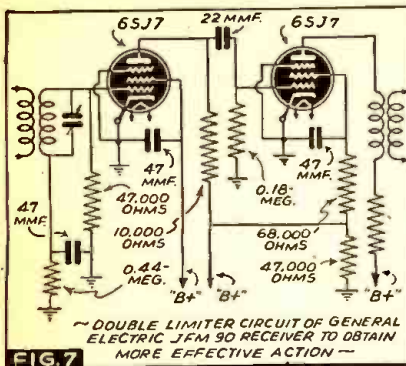 6SJ7
22 MMF.
6SJ7
47
MMF.
47
MMF.
47
MMF.
47,000
OHMS
10,000
OHMS
0.18-
MEG.
68,000
OHMS
47,000
OHMS
0.44-
MEG.
"B+"
"B+"
"B+"
~ DOUBLE LIMITER CIRCUIT OF GENERAL
ELECTRIC JFM 90 RECEIVER TO OBTAIN
MORE EFFECTIVE ACTION ~
FIG. 7